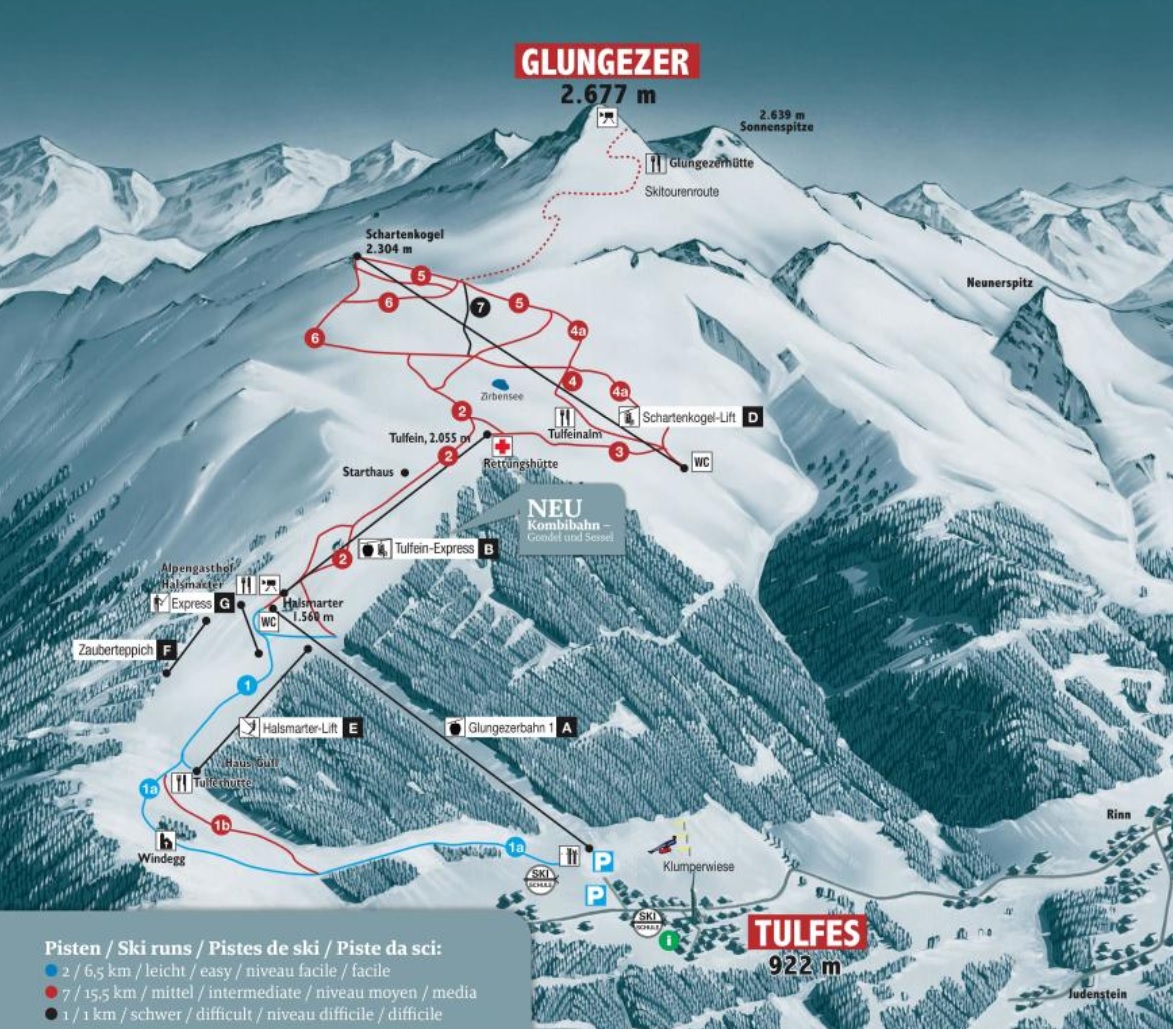 GLUNGEZER
2.677 m
2.639 m
Sonnenspitze
Glungezerhütte
Skitourenroute
Schartenkogel
2.304 m
Neunerspitz
5
6
7
5
6
4a
4
4a
Zirbensee
2
Schartenkogel-Lift D
Tulfeinalm
Tulfein, 2.055 m
3
WC
2
Rettungshütte
Starthaus
NEU
Kombibahn –
Gondel und Sessel
Tulfein-Express B
2
Alpengasthof
Halsmarter
Express G
Halsmarter
1.560 m
WC
Zauberteppich F
1
Halsmarter-Lift E
Glungezerbahn 1 A
Haus Gufl
Tulferhütte
1a
1b
Windegg
1a
P
Klumperwiese
Rinn
SKI
SCHULE
P
SKI
SCHULE
i
TULFES
922 m
Judenstein
Pisten / Ski runs / Pistes de ski / Piste da sci:
2 / 6,5 km / leicht / easy / niveau facile / facile
7 / 15,5 km / mittel / intermediate / niveau moyen / media
1 / 1 km / schwer / difficult / niveau difficile / difficile